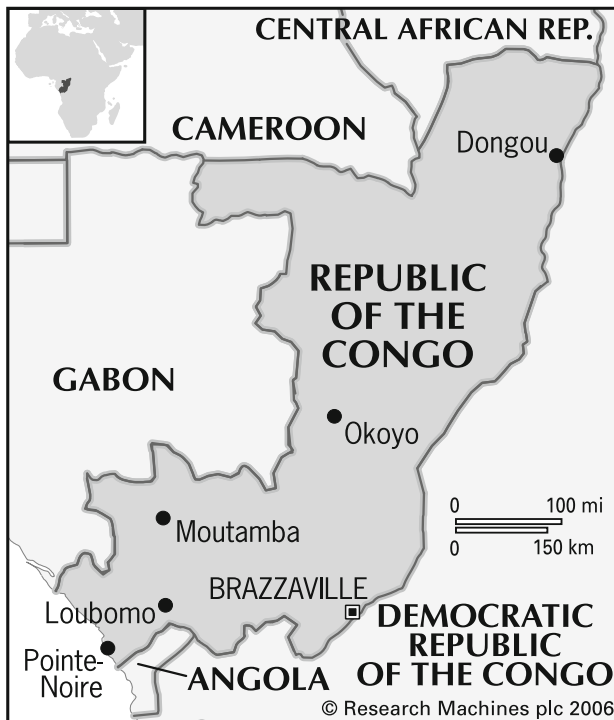 CENTRAL AFRICAN REP.
CAMEROON
Dongou
REPUBLIC
OF THE
CONGO
GABON
Okoyo
0 100 mi
0 150 km
Moutamba
BRAZZAVILLE
Loubomo
DEMOCRATIC
REPUBLIC
OF THE CONGO
Pointe-
Noire
ANGOLA
© Research Machines plc 2006